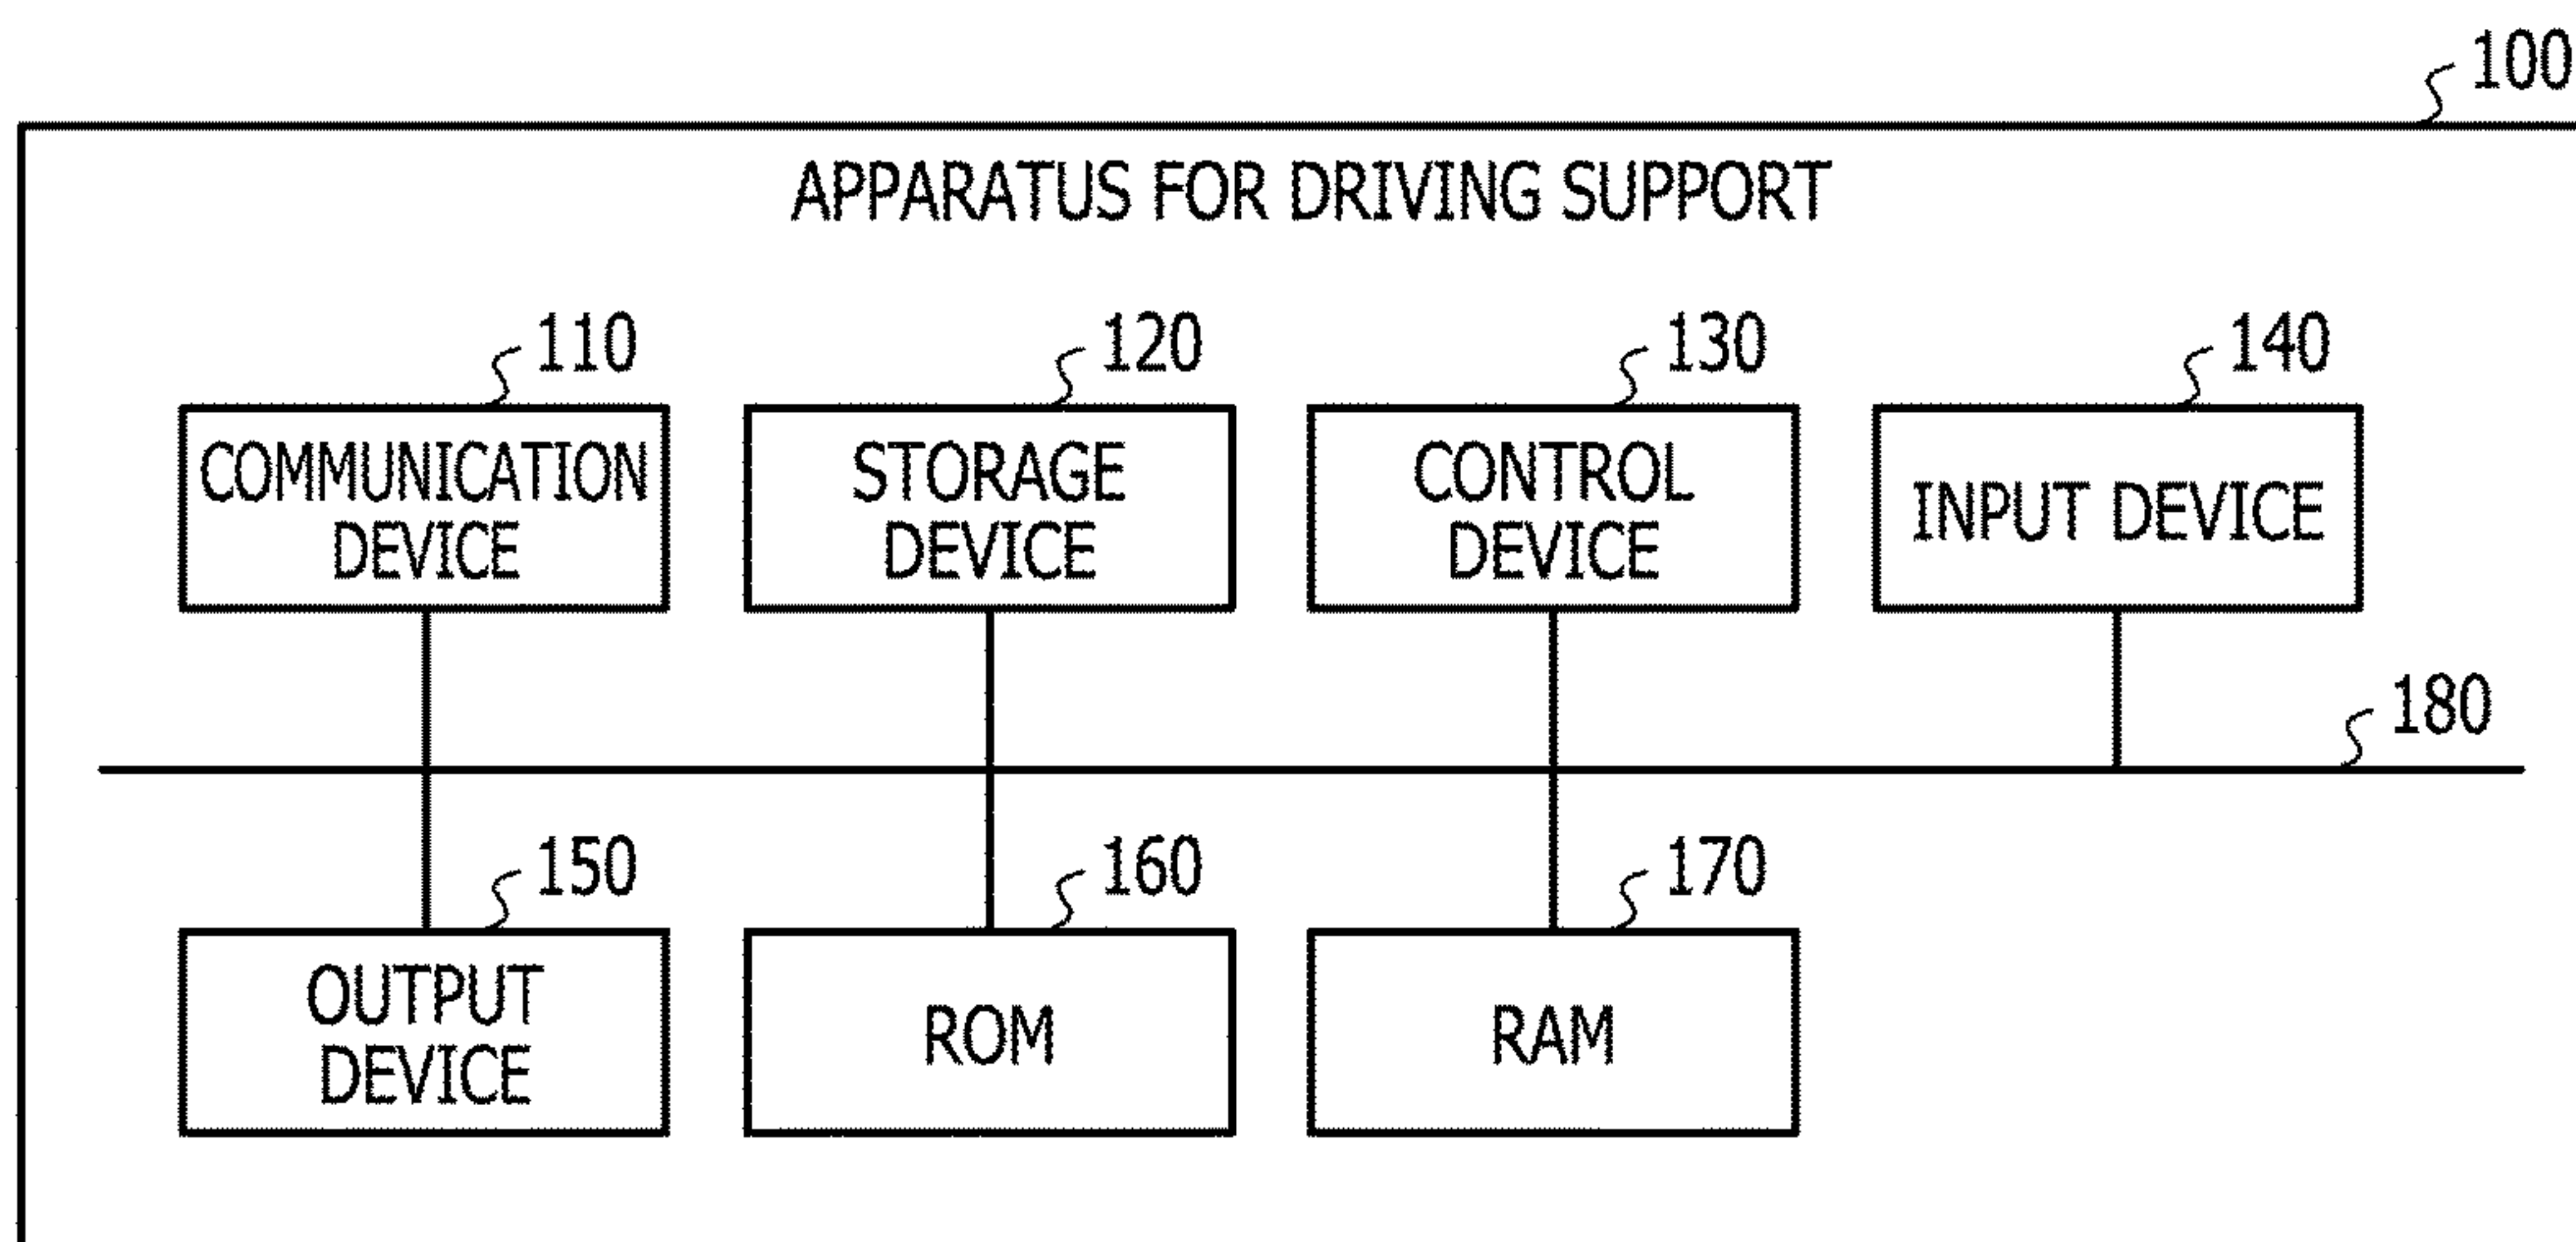 100
APPARATUS FOR DRIVING SUPPORT
110
120
130
140
COMMUNICATION
DEVICE
STORAGE
DEVICE
CONTROL
DEVICE
INPUT DEVICE
180
150
160
170
OUTPUT
DEVICE
ROM
RAM